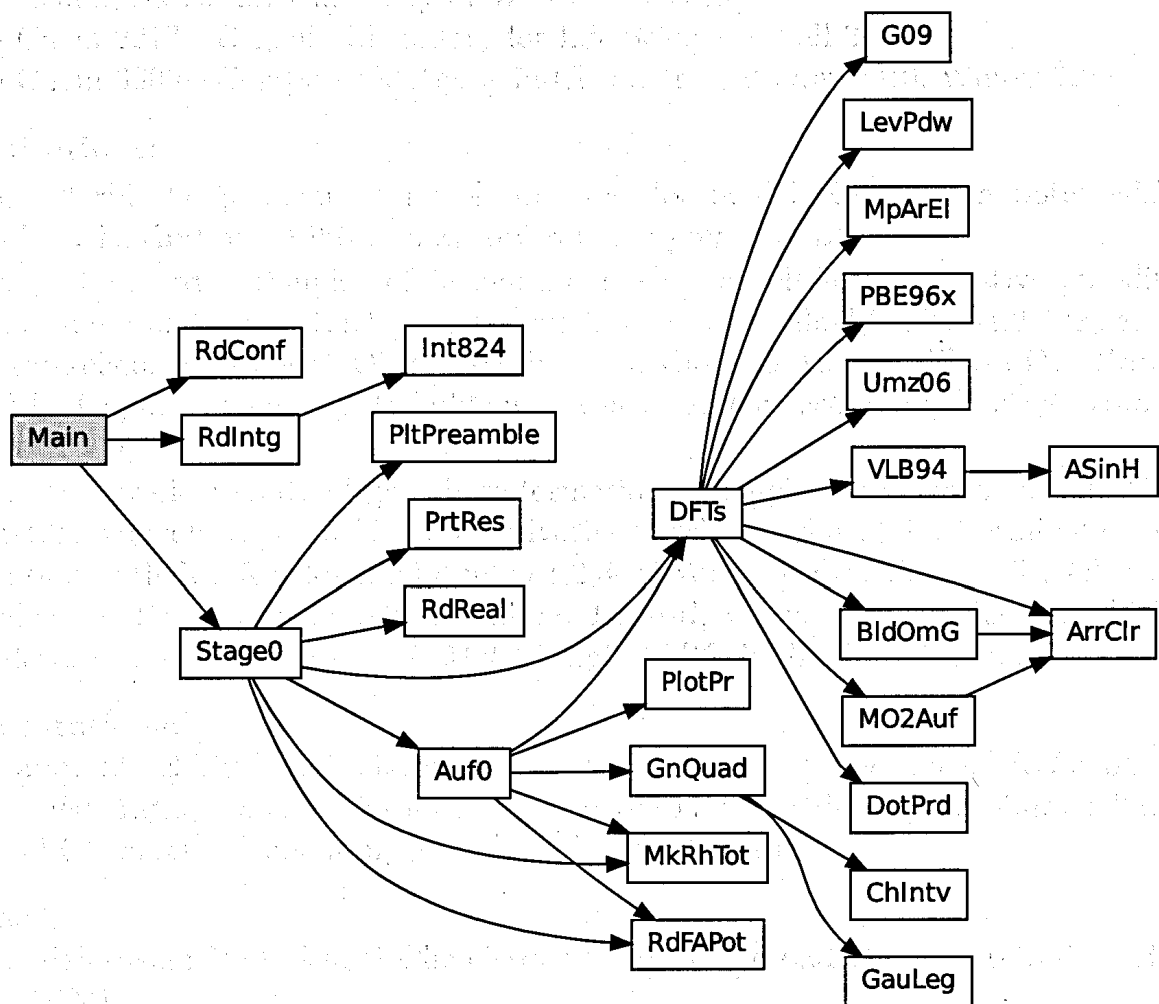 G09
LevPdw
MpArEl
PBE96x
RdConf
Int824
Umz06
Main
RdIntg
PltPreamble
VLB94
ASinH
PrtRes
DFTs
RdReal
BldOmG
ArrClr
Stage0
PlotPr
MO2Auf
Auf0
GnQuad
DotPrd
MkRhTot
ChIntv
RdFAPot
GauLeg